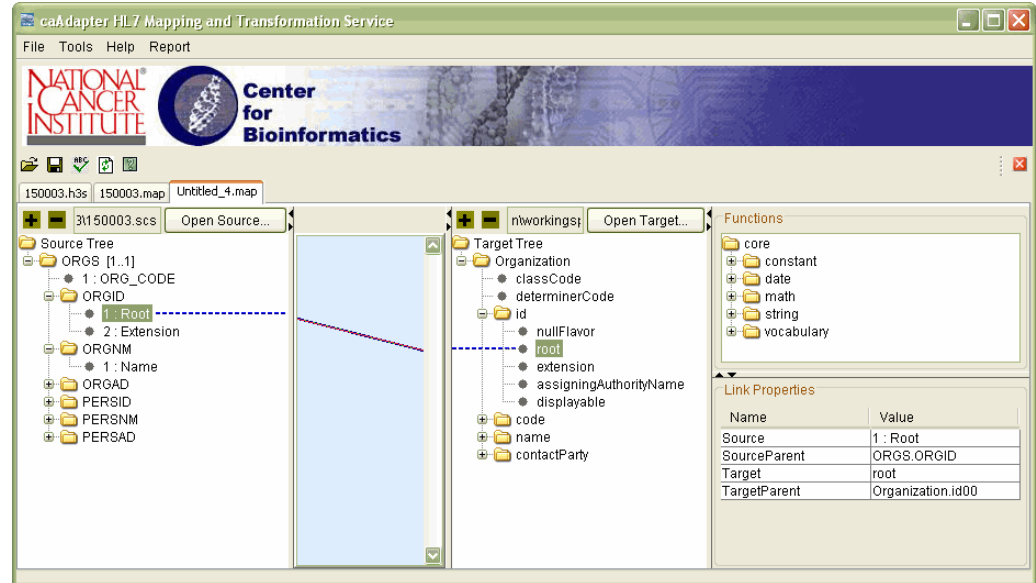 caAdapter HL7 Mapping and Transformation Service
File Tools Help Report
NATIONAL®
CANCER
INSTITUTE
Center
for
Bioinformatics
ABC
150003.h3s 150003.map Untitled_4.map
3\150003.scs Open Source...
Source Tree
ORGS [1..1]
1 : ORG_CODE
ORGID
1 : Root
2 : Extension
ORGNM
1 : Name
ORGAD
PERSID
PERSNM
PERSAD
Open Target...
Target Tree
Organization
classCode
determinerCode
id
nullFlavor
root
extension
assigningAuthorityName
displayable
code
name
contactParty
Functions
core
constant
date
math
string
vocabulary
Link Properties
Name Value
Source 1 : Root
SourceParent ORGS.ORGID
Target root
TargetParent Organization.id00